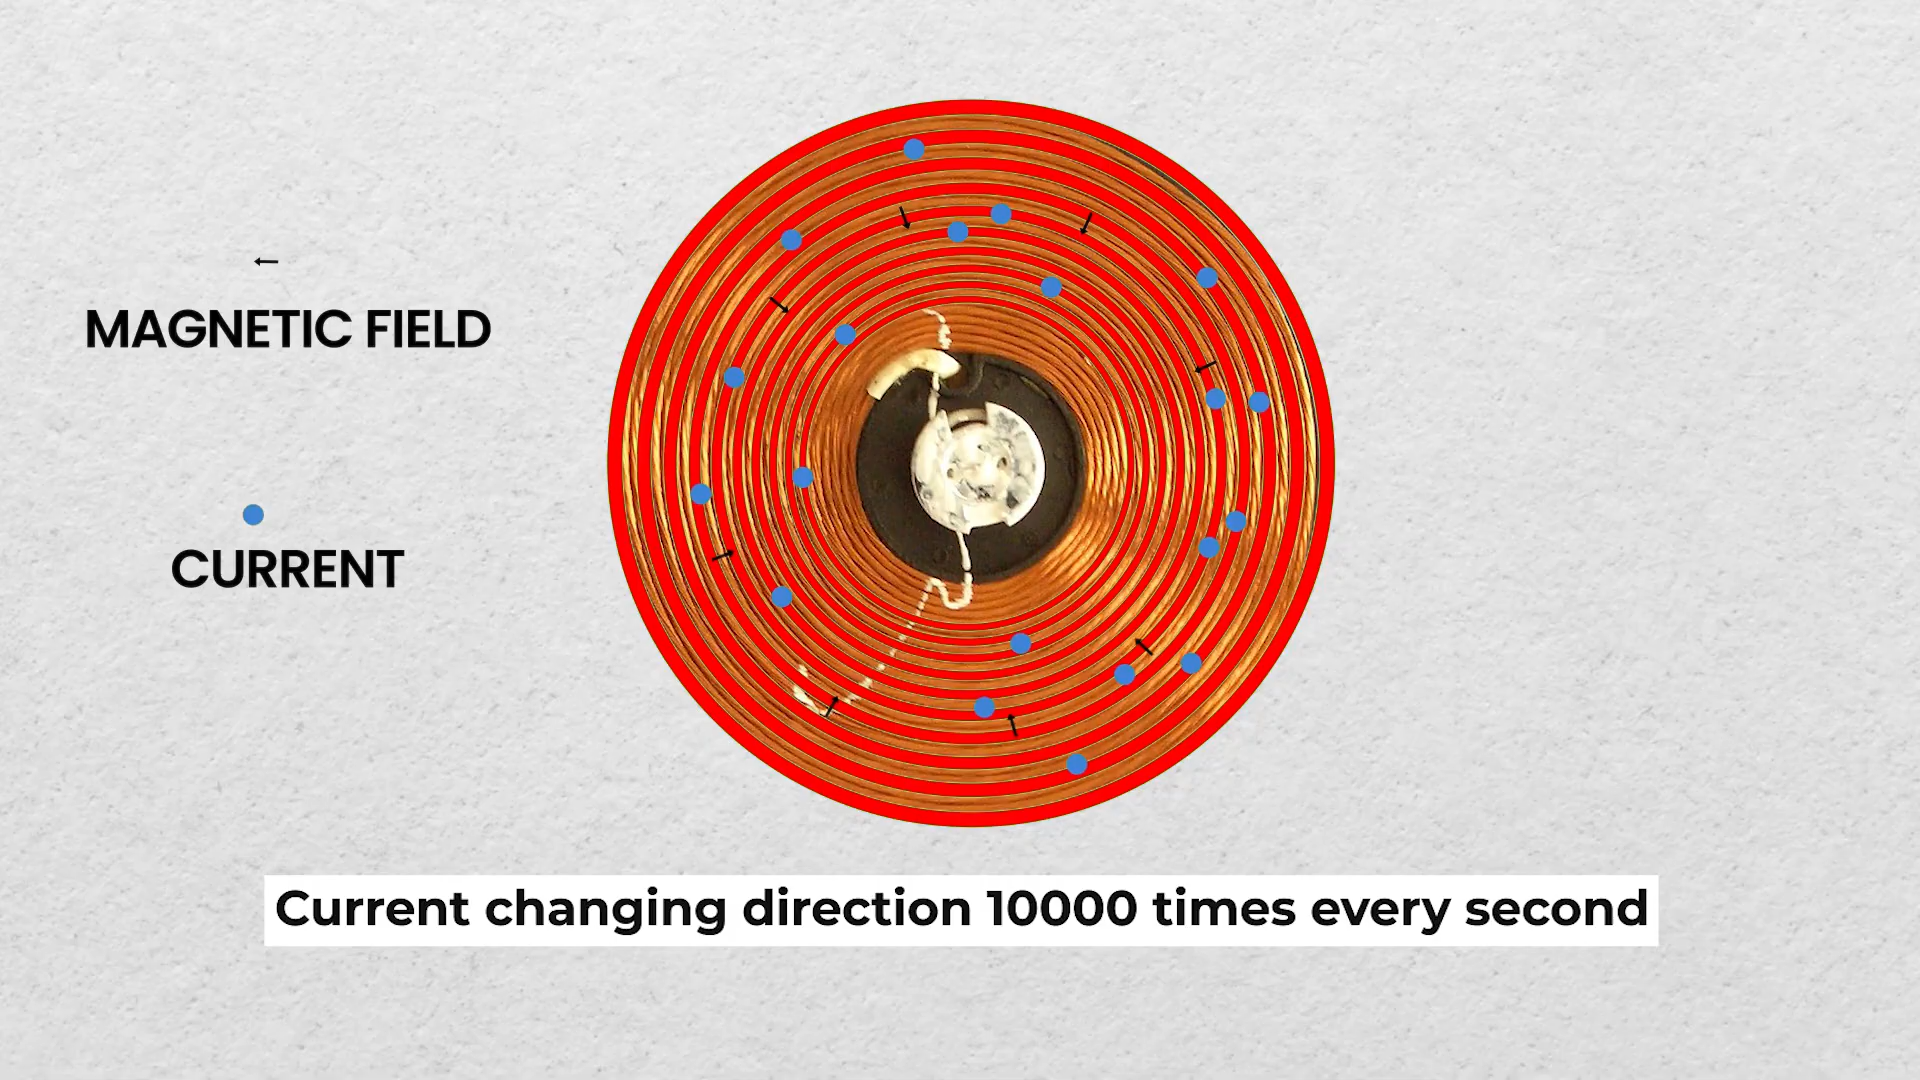 MAGNETIC FIELD
CURRENT
Current changing direction 10000 times every second